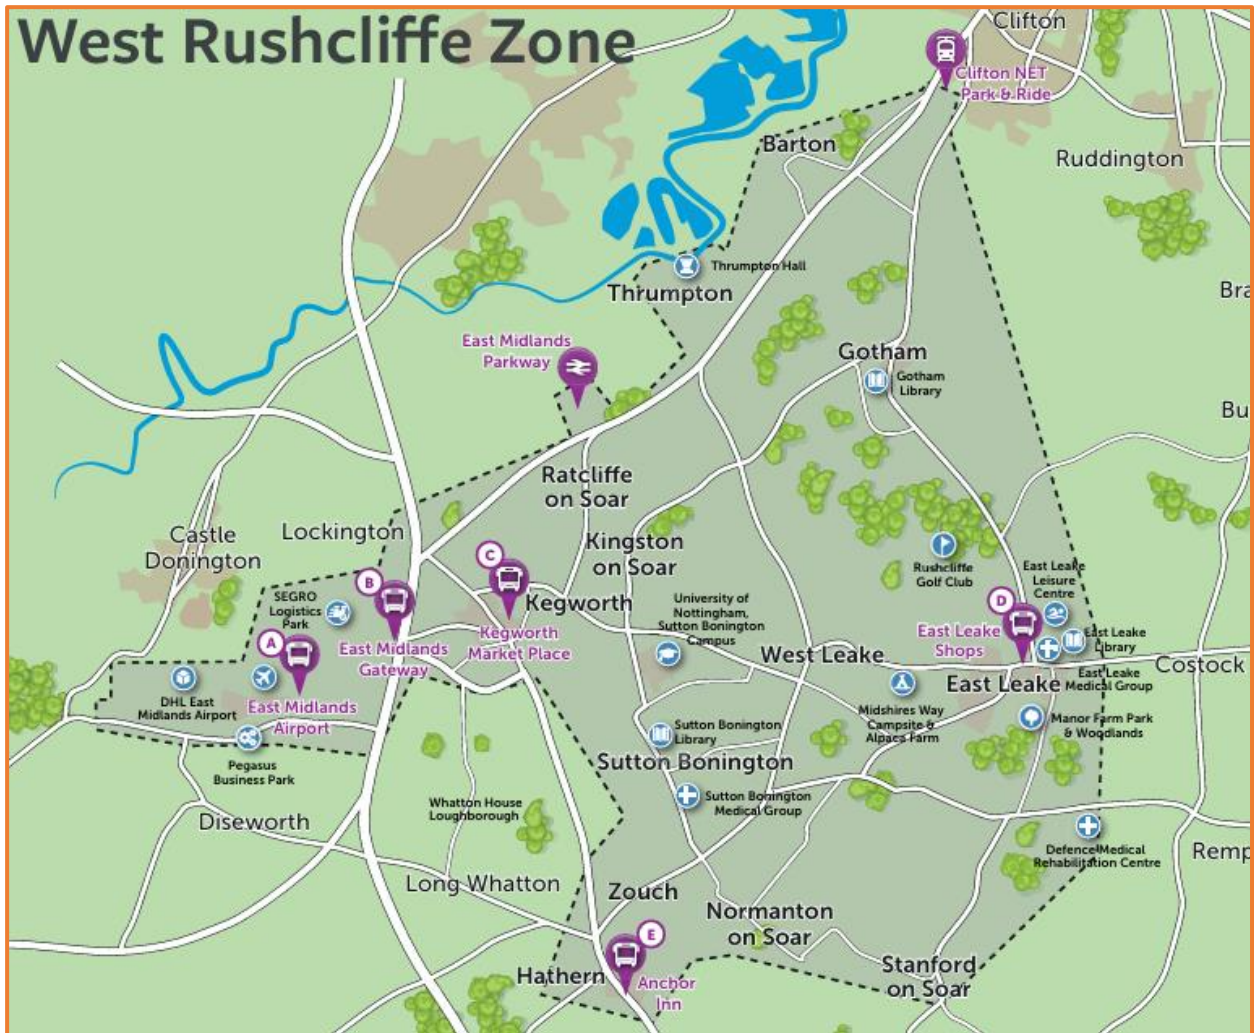 West Rushcliffe Zone
Clifton
Clifton NET
Park & Ride
Barton
Ruddington
Thrumpton Hall
Thrumpton
Bra
East Midlands
Parkway
Gotham
Gotham
Library
Bu
Ratcliffe
on Soar
Castle
Donington
Lockington
Kingston
on Soar
Rushcliffe
Golf Club
East Leake
Leisure
Centre
B
C
SEGRO
Logistics
Park
Kegworth
University of
Nottingham,
Sutton Bonington
Campus
D
East Leake
Shops
A
East Midlands
Gateway
Kegworth
Market Place
West Leake
East Leake
Library
Costock
East Leake
East Leake
Medical Group
DHL East
Midlands Airport
East Midlands
Airport
Midshires Way
Campsite &
Alpaca Farm
Manor Farm Park
& Woodlands
Sutton Bonington
Library
Pegasus
Business Park
Sutton Bonington
Sutton Bonington
Medical Group
Whatton House
Loughborough
Diseworth
Defence Medical
Rehabilitation Centre
Remp
Long Whatton
Zouch
Normanton
on Soar
E
Hathern
Anchor
Inn
Stanford
on Soar